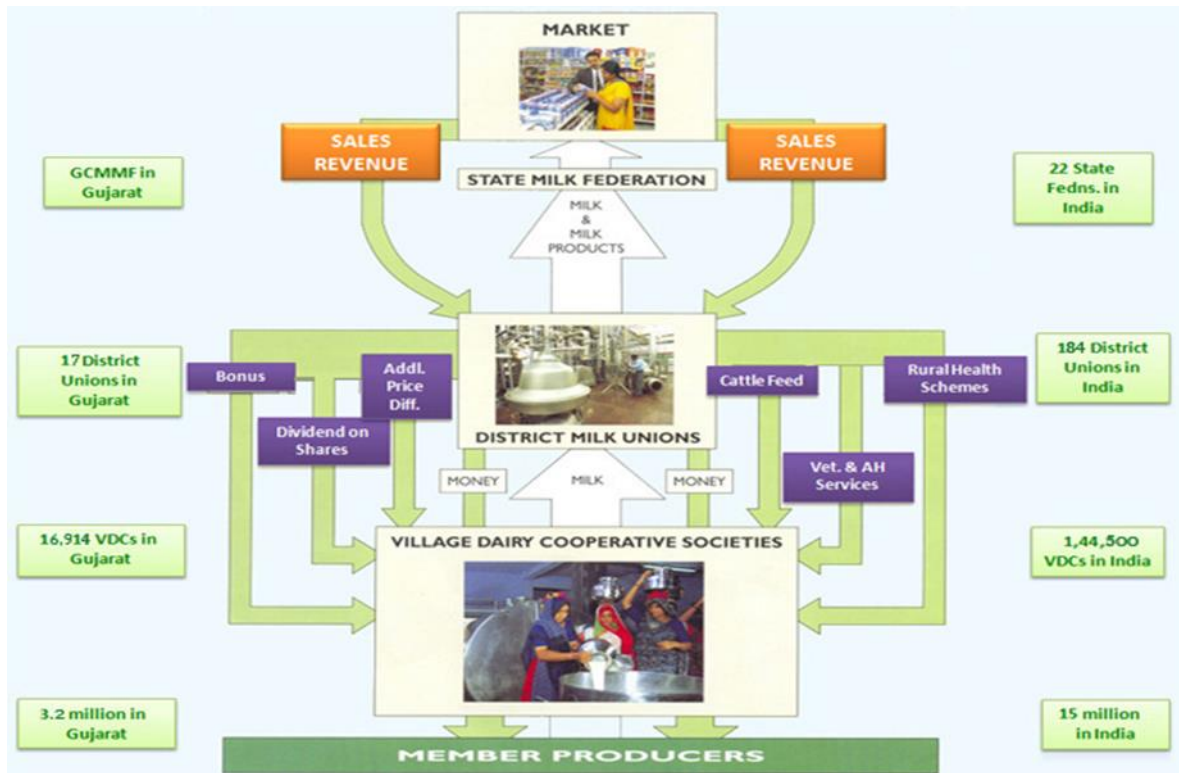 MARKET
SALES
REVENUE
SALES
REVENUE
GCMMF in
Gujarat
STATE MILK FEDERATION
22 State
Fedns. in
India
MILK
&
MILK
PRODUCTS
17 District
Unions in
Gujarat
Bonus
Addl.
Price
Diff.
Dividend on
Shares
Cattle Feed
Rural Health
Schemes
184 District
Unions in
India
DISTRICT MILK UNIONS
Vet. & AH
Services
MONEY
MILK
MONEY
16,914 VDCs in
Gujarat
VILLAGE DAIRY COOPERATIVE SOCIETIES
1,44,500
VDCs in India
3.2 million in
Gujarat
15 million
in India
MEMBER PRODUCERS